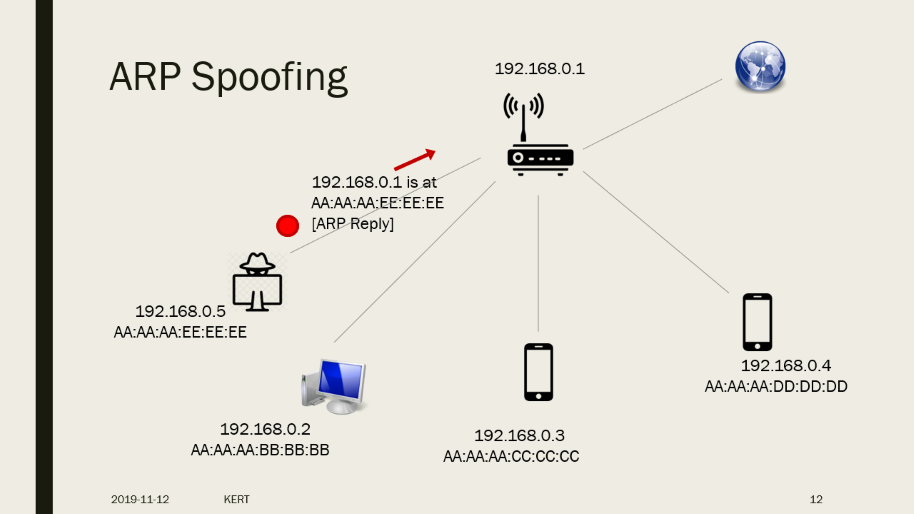 ARP Spoofing
192.168.0.1
192.168.0.1 is at
AA:AA:AA:EE:EE:EE
[ARP Reply]
192.168.0.5
AA:AA:AA:EE:EE:EE
192.168.0.4
AA:AA:AA:DD:DD:DD
192.168.0.2
AA:AA:AA:BB:BB:BB
192.168.0.3
AA:AA:AA:CC:CC:CC
2019-11-12 KERT 12